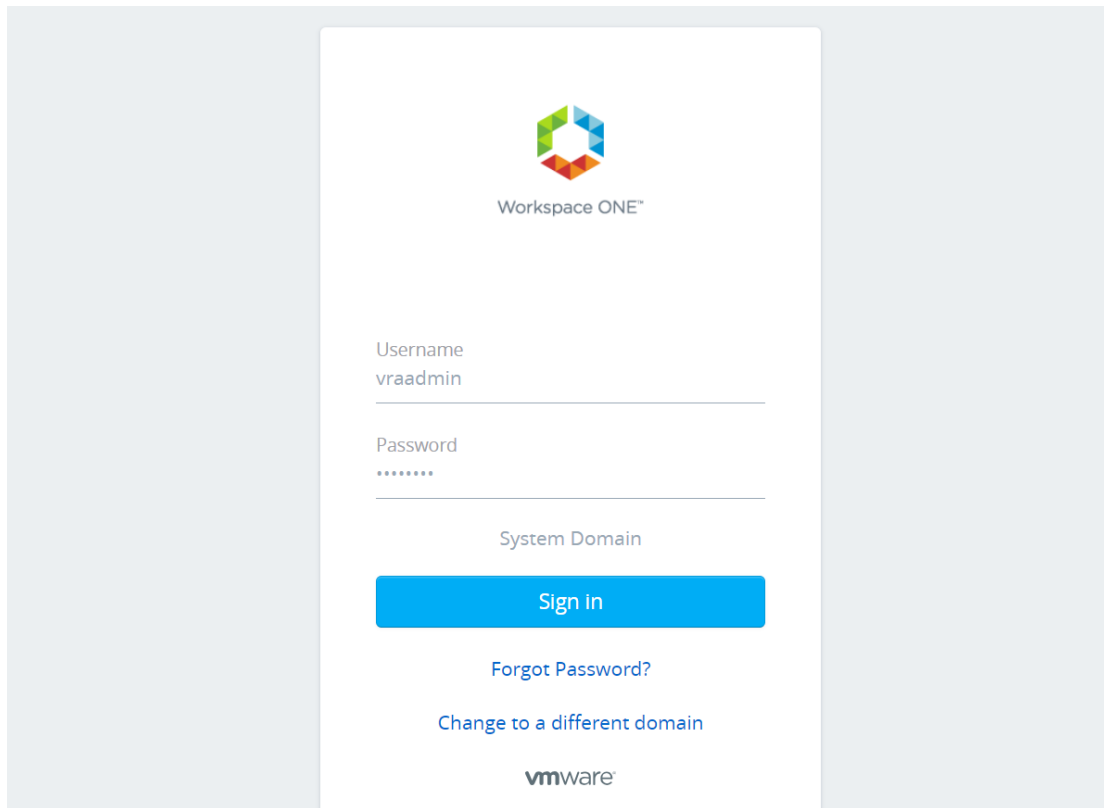 Workspace ONE™
Username
vraadmin
Password
••••••••
System Domain
Sign in
Forgot Password?
Change to a different domain
vmware®